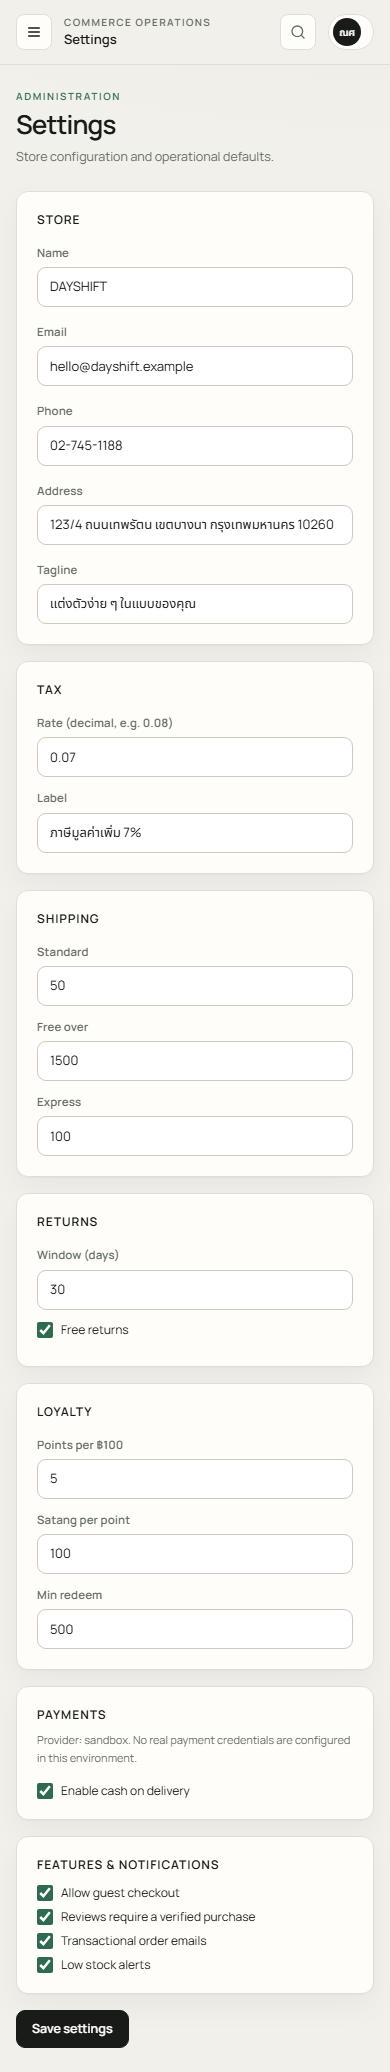 COMMERCE OPERATIONS
Settings
ณศ
ADMINISTRATION
Settings
Store configuration and operational defaults.
STORE
Name
DAYSHIFT
Email
hello@dayshift.example
Phone
02-745-1188
Address
123/4 ถนนเทพรัตน เขตบางนา กรุงเทพมหานคร 10260
Tagline
แต่งตัวง่าย ๆ ในแบบของคุณ
TAX
Rate (decimal, e.g. 0.08)
0.07
Label
ภาษีมูลค่าเพิ่ม 7%
SHIPPING
Standard
50
Free over
1500
Express
100
RETURNS
Window (days)
30
Free returns
LOYALTY
Points per ฿100
5
Satang per point
100
Min redeem
500
PAYMENTS
Provider: sandbox. No real payment credentials are configured
in this environment.
Enable cash on delivery
FEATURES & NOTIFICATIONS
Allow guest checkout
Reviews require a verified purchase
Transactional order emails
Low stock alerts
Save settings